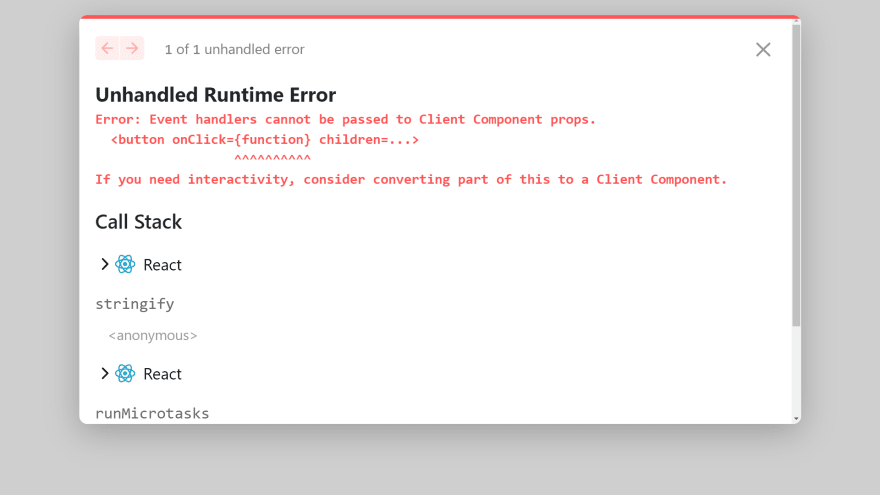 1 of 1 unhandled error
Unhandled Runtime Error
Error: Event handlers cannot be passed to Client Component props.
<button onClick={function} children=...>
^^^^^^^^^^
If you need interactivity, consider converting part of this to a Client Component.
Call Stack
React
stringify
<anonymous>
React
runMicrotasks